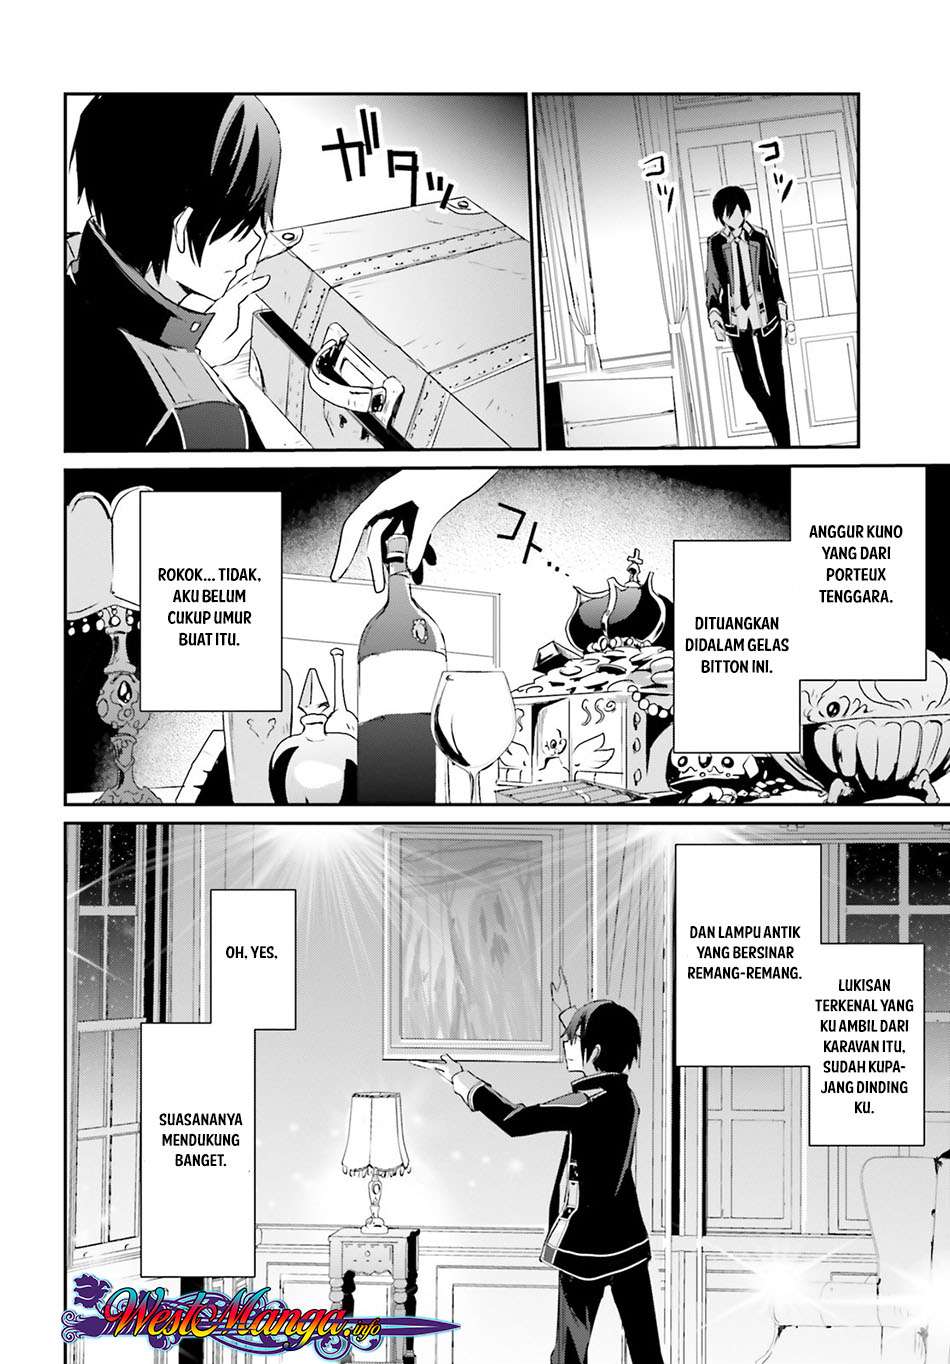 コッ
コッ
ガタッ
ANGGUR KUNO
YANG DARI
PORTEUX
TENGGARA.
DITUANGKAN
DIDALAM GELAS
BITTON INI.
コト…
ROKOK... TIDAK,
AKU BELUM
CUKUP UMUR
BUAT ITU.
LUKISAN
TERKENAL YANG
KU AMBIL DARI
KARAVAN ITU,
SUDAH KUPA-
JANG DINDING
KU.
DAN LAMPU ANTIK
YANG BERSINAR
REMANG-REMANG.
OH, YES,
SUASANANYA
MENDUKUNG
BANGET.
WestManga.info